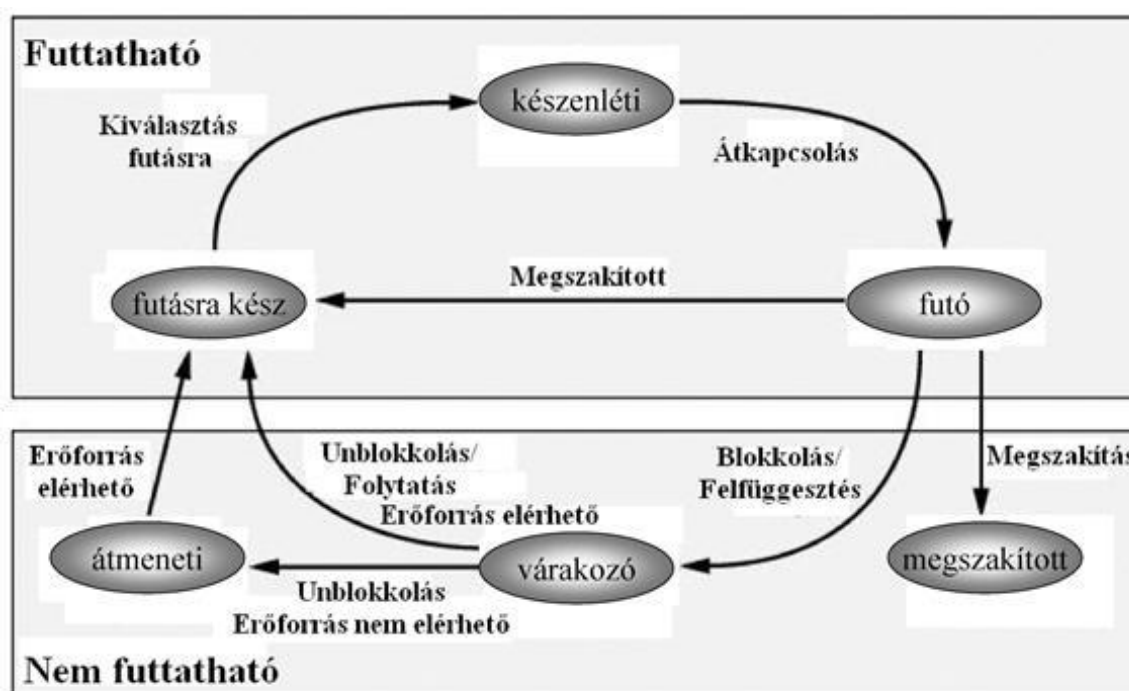 Futtatható
készenléti
Kiválasztás
futásra
Átkapcsolás
Megszakított
futásra kész
futó
Erőforrás
elérhető
Unblokkolás/
Folytatás
Erőforrás elérhető
Blokkolás/
Felfüggesztés
Megszakítás
átmeneti
várakozó
megszakított
Unblokkolás
Erőforrás nem elérhető
Nem futtatható